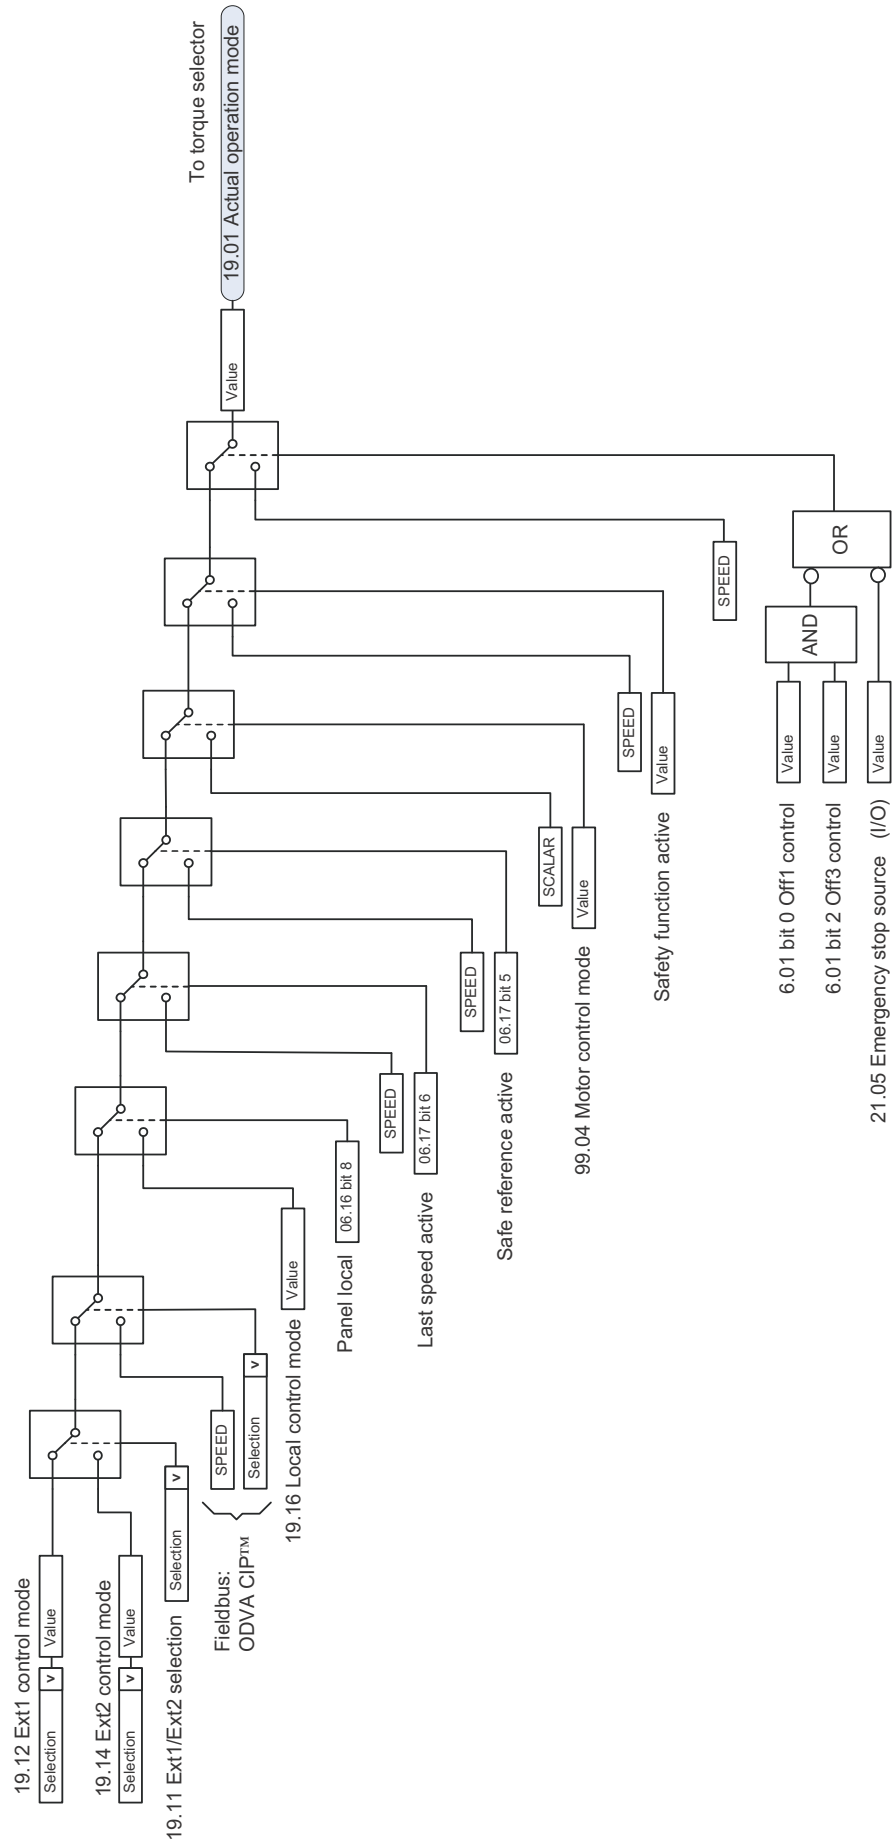 19.12 Ext1 control mode
Selection
v
Value
19.14 Ext2 control mode
Selection
v
Value
19.11 Ext1/Ext2 selection
Selection
v
Fieldbus:
ODVA CIP™
SPEED
Selection
v
19.16 Local control mode
Value
Panel local
06.16 bit 8
SPEED
Last speed active
06.17 bit 6
SPEED
Safe reference active
06.17 bit 5
SCALAR
99.04 Motor control mode
Value
SPEED
Safety function active
Value
SPEED
6.01 bit 0 Off1 control
Value
6.01 bit 2 Off3 control
Value
AND
21.05 Emergency stop source (I/O)
Value
OR
Value
To torque selector
19.01 Actual operation mode